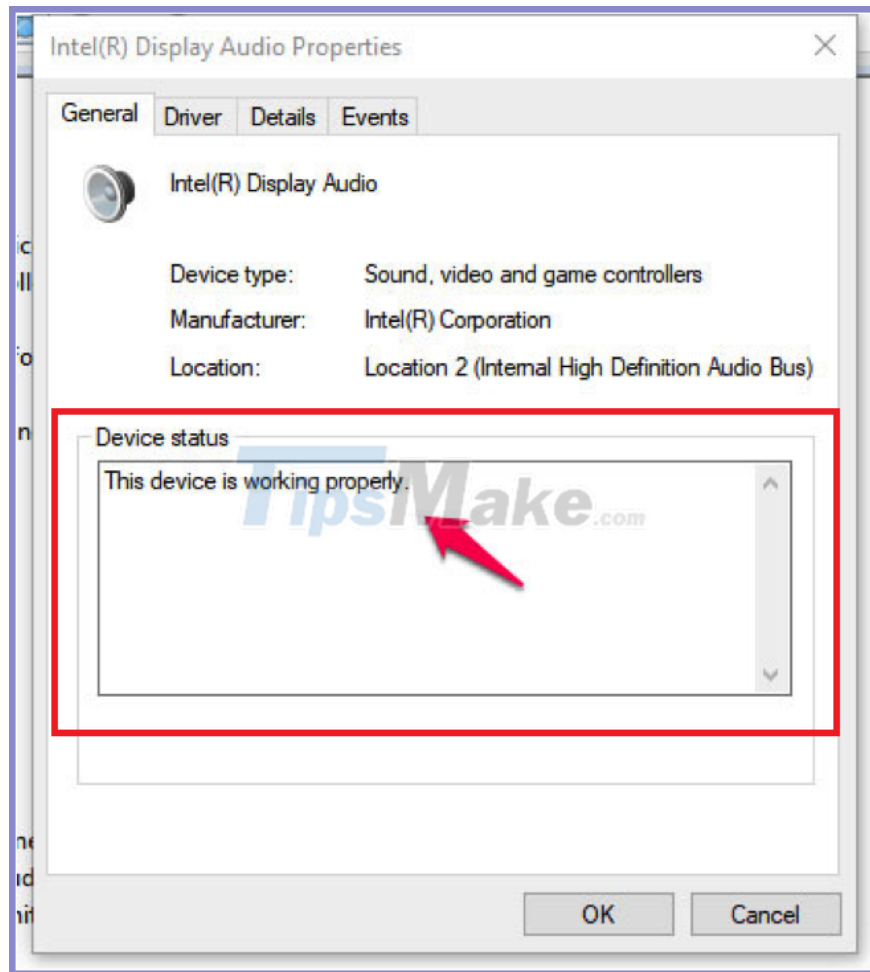 Intel(R) Display Audio Properties
General Driver Details Events
Intel(R) Display Audio
Device type: Sound, video and game controllers
Manufacturer: Intel(R) Corporation
Location: Location 2 (Internal High Definition Audio Bus)
Device status
This device is working properly.
TipsMake.com
OK Cancel